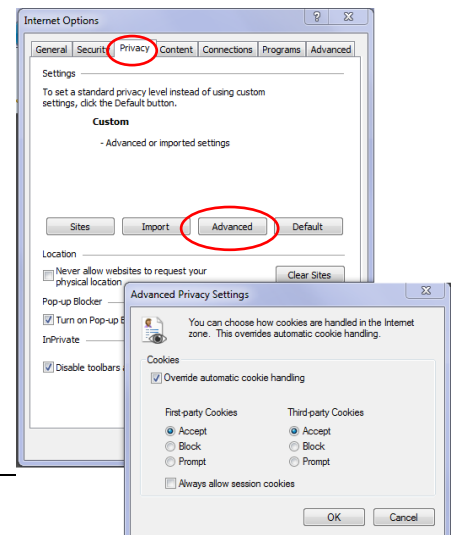 Internet Options
General Security Privacy Content Connections Programs Advanced
Settings
To set a standard privacy level instead of using custom
settings, click the Default button.
Custom
- Advanced or imported settings
Sites Import Advanced Default
Location
Never allow websites to request your
physical location
Clear Sites
Pop-up Blocker
Turn on Pop-up
InPrivate
Disable toolbars
Advanced Privacy Settings
You can choose how cookies are handled in the Internet
zone. This overrides automatic cookie handling.
Cookies
Override automatic cookie handling
First-party Cookies Third-party Cookies
Accept Accept
Block Block
Prompt Prompt
Always allow session cookies
OK Cancel